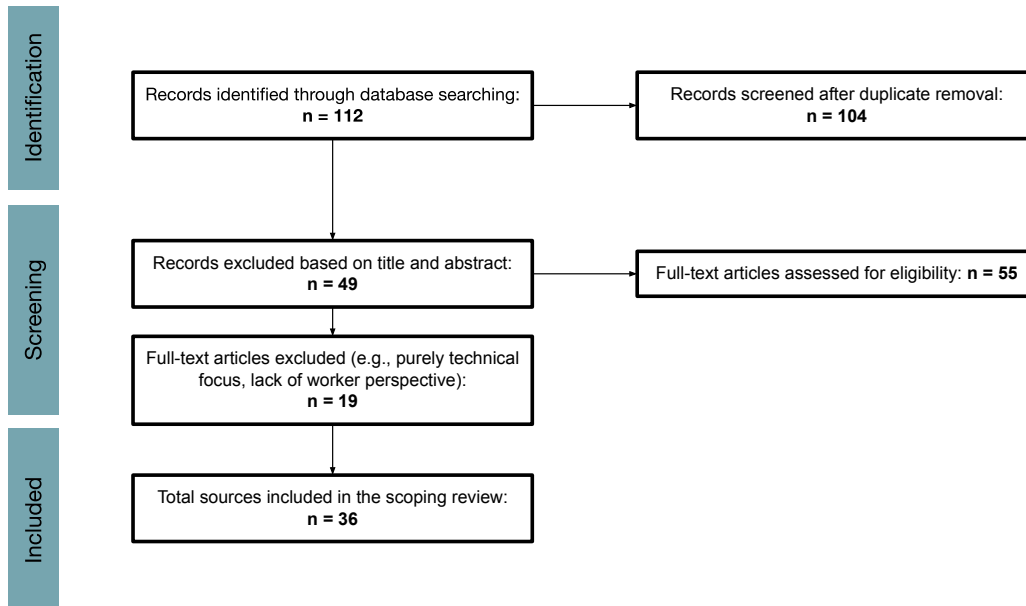 Identification
Records identified through database searching:
n = 112
Records screened after duplicate removal:
n = 104
Screening
Records excluded based on title and abstract:
n = 49
Full-text articles assessed for eligibility: n = 55
Full-text articles excluded (e.g., purely technical
focus, lack of worker perspective):
n = 19
Included
Total sources included in the scoping review:
n = 36